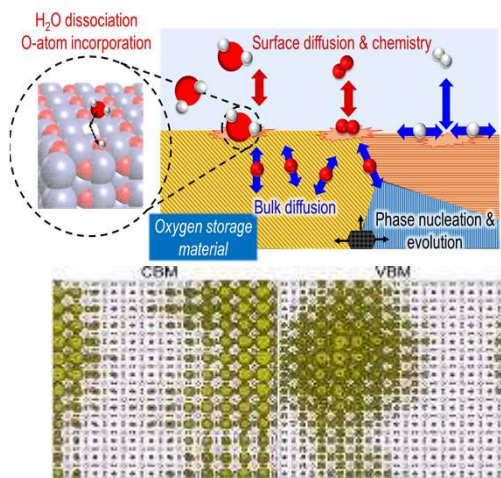 H₂O dissociation
O-atom incorporation
Surface diffusion & chemistry
Bulk diffusion
Oxygen storage
material
Phase nucleation &
evolution
CBM
VBM